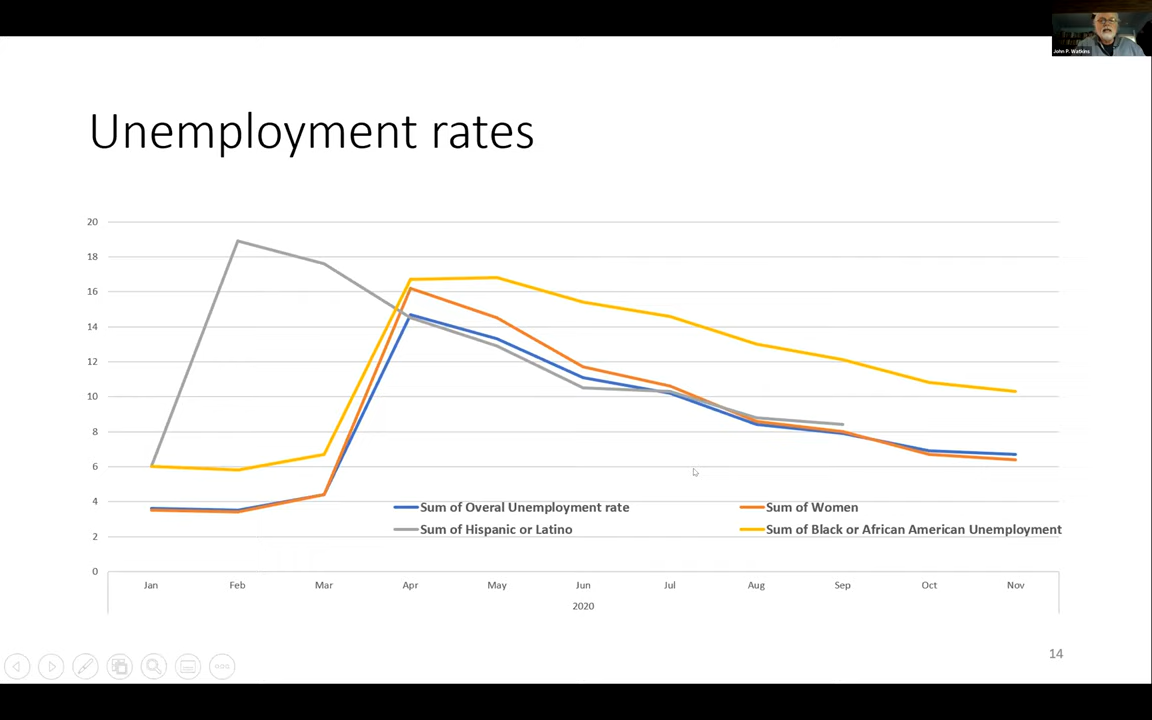 John P. Watkins
Unemployment rates
20
18
16
14
12
10
8
6
4
2
0
Sum of Overal Unemployment rate
Sum of Women
Sum of Hispanic or Latino
Sum of Black or African American Unemployment
Jan Feb Mar Apr May Jun Jul Aug Sep Oct Nov
2020
14